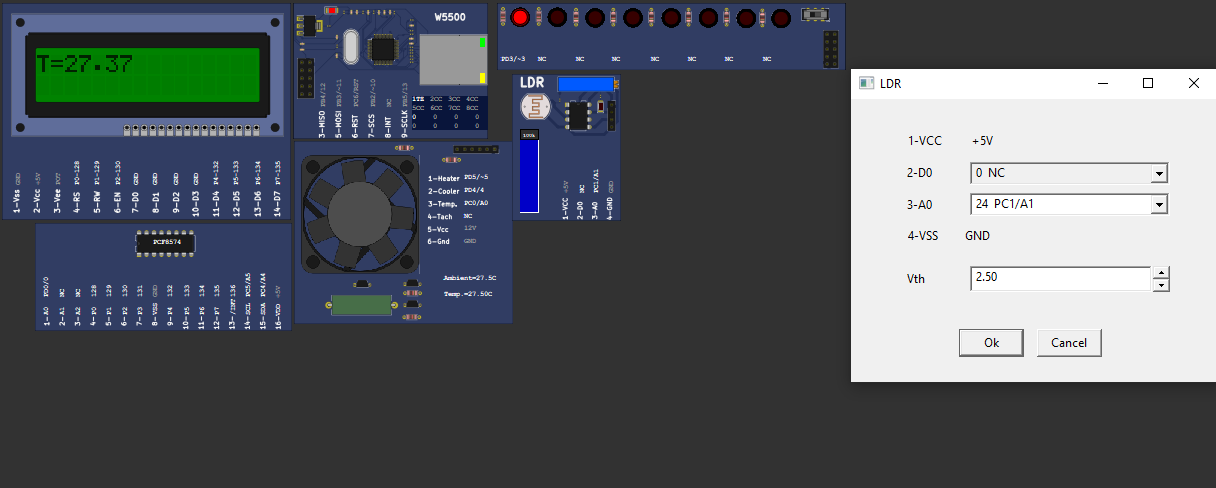 T=27.37
1-Vss GND
2-Vcc +5V
3-Vee POT
4-RS P0-128
5-RW P1-129
6-EN P2-130
7-D0 GND
8-D1 GND
9-D2 GND
10-D3 GND
11-D4 P4-132
12-D5 P5-133
13-D6 P6-134
14-D7 P7-135
W5500
3-MISO PB4/12
5-MOSI PB3/~11
6-RST PC6/RST
7-SCS PB2/~10
8-INT NC
9-SCLK PB5/13
1TE 2CC 3CC 4CC
5CC 6CC 7CC 8CC
0 0 0 0
0 0 0 0
PD3/~3 NC NC NC NC NC NC NC
LDR
100k
1-VCC +5V
2-D0 NC
3-A0 PC1/A1
4-GND GND
1-Heater PD5/~5
2-Cooler PD4/4
3-Temp. PC0/A0
4-Tach NC
5-Vcc 12V
6-Gnd GND
Ambient=27.5C
Temp.=27.50C
PCF8574
1-A0 PD0/0
2-A1 NC
3-A2 NC
4-P0 128
5-P1 129
6-P2 130
7-P3 131
8-VSS GND
9-P4 132
10-P5 133
11-P6 134
12-P7 135
13-/INT 136
14-SCL PC5/A5
15-SDA PC4/A4
16-VDD +5V
LDR
1-VCC +5V
2-D0 0 NC
3-A0 24 PC1/A1
4-VSS GND
Vth 2.50
Ok Cancel